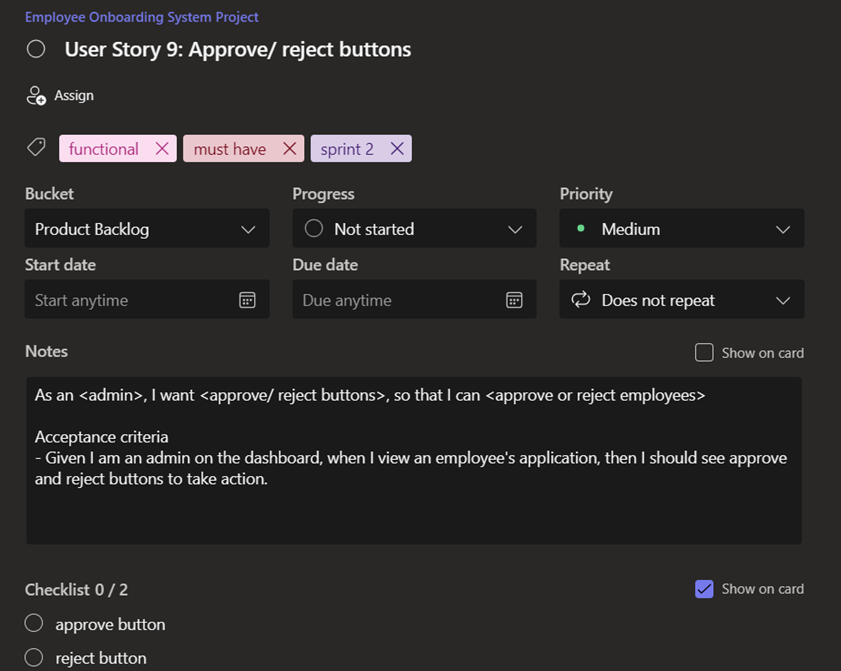 Employee Onboarding System Project
User Story 9: Approve/ reject buttons
Assign
functional must have sprint 2
Bucket Progress Priority
Product Backlog Not started Medium
Start date Due date Repeat
Start anytime Due anytime Does not repeat
Notes Show on card
As an <admin>, I want <approve/ reject buttons>, so that I can <approve or reject employees>
Acceptance criteria
- Given I am an admin on the dashboard, when I view an employee's application, then I should see approve
and reject buttons to take action.
Checklist 0 / 2 Show on card
approve button
reject button